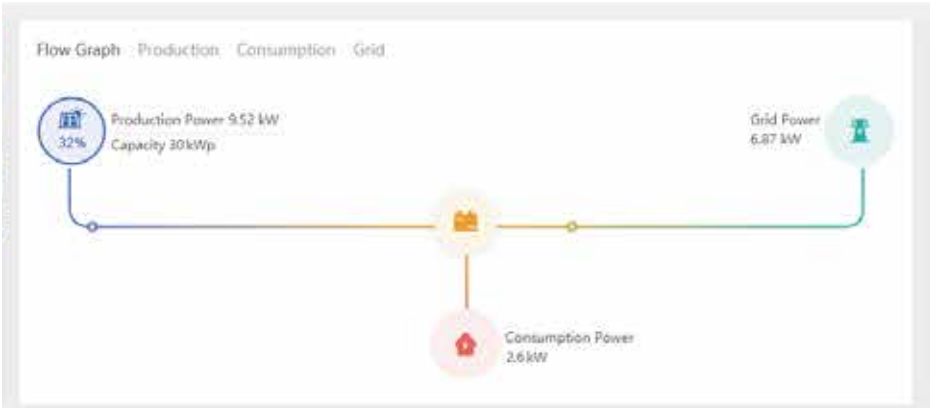 Flow Graph Production Consumption Grid
32%
Production Power 9.52 kW
Capacity 30 kWp
Grid Power
6.87 kW
Consumption Power
2.6 kW